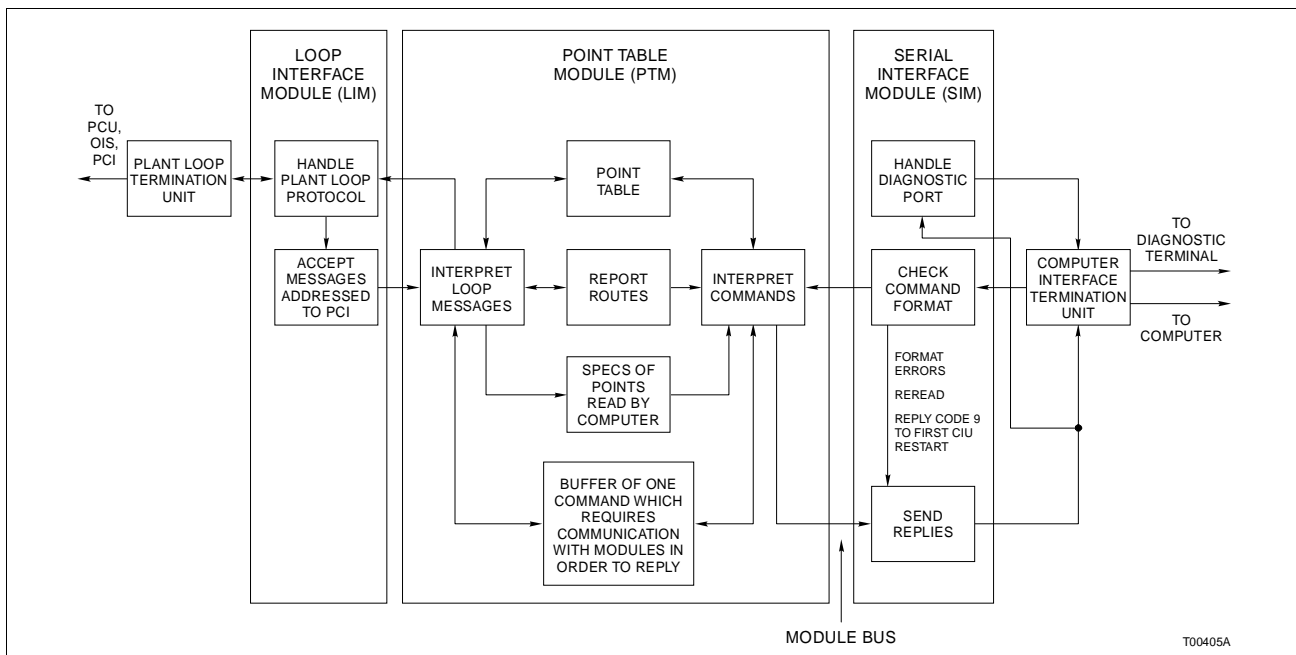 LOOP
INTERFACE
MODULE (LIM)
POINT TABLE
MODULE (PTM)
SERIAL
INTERFACE
MODULE (SIM)
TO
PCU,
OIS,
PCI
PLANT LOOP
TERMINATION
UNIT
HANDLE
PLANT LOOP
PROTOCOL
ACCEPT
MESSAGES
ADDRESSED
TO PCI
INTERPRET
LOOP
MESSAGES
POINT
TABLE
REPORT
ROUTES
SPECS OF
POINTS
READ BY
COMPUTER
BUFFER OF ONE
COMMAND WHICH
REQUIRES
COMMUNICATION
WITH MODULES IN
ORDER TO REPLY
INTERPRET
COMMANDS
HANDLE
DIAGNOSTIC
PORT
CHECK
COMMAND
FORMAT
FORMAT
ERRORS
REREAD
REPLY CODE 9
TO FIRST CIU
RESTART
SEND
REPLIES
COMPUTER
INTERFACE
TERMINATION
UNIT
TO
DIAGNOSTIC
TERMINAL
TO
COMPUTER
MODULE BUS
T00405A